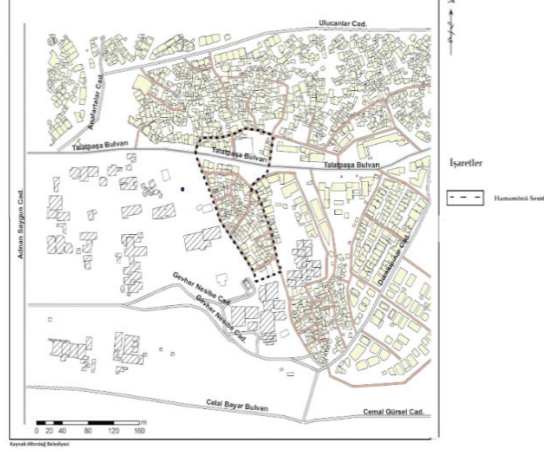 Ulucanlar Cad.
Anafartalar Cad.
Talatpaşa Bulvarı
Talatpaşa Bulvarı
Talatpaşa Bulvarı
İşaretler
Hamamönü Semt
Adnan Saygun Cad.
Gevher Nesibe Cad.
Gevher Nesibe Cad.
Celal Bayar Bulvarı
Cemal Gürsel Cad.
0 20 40 80 120 160
m
Kaynak:Altındağ Belediyesi